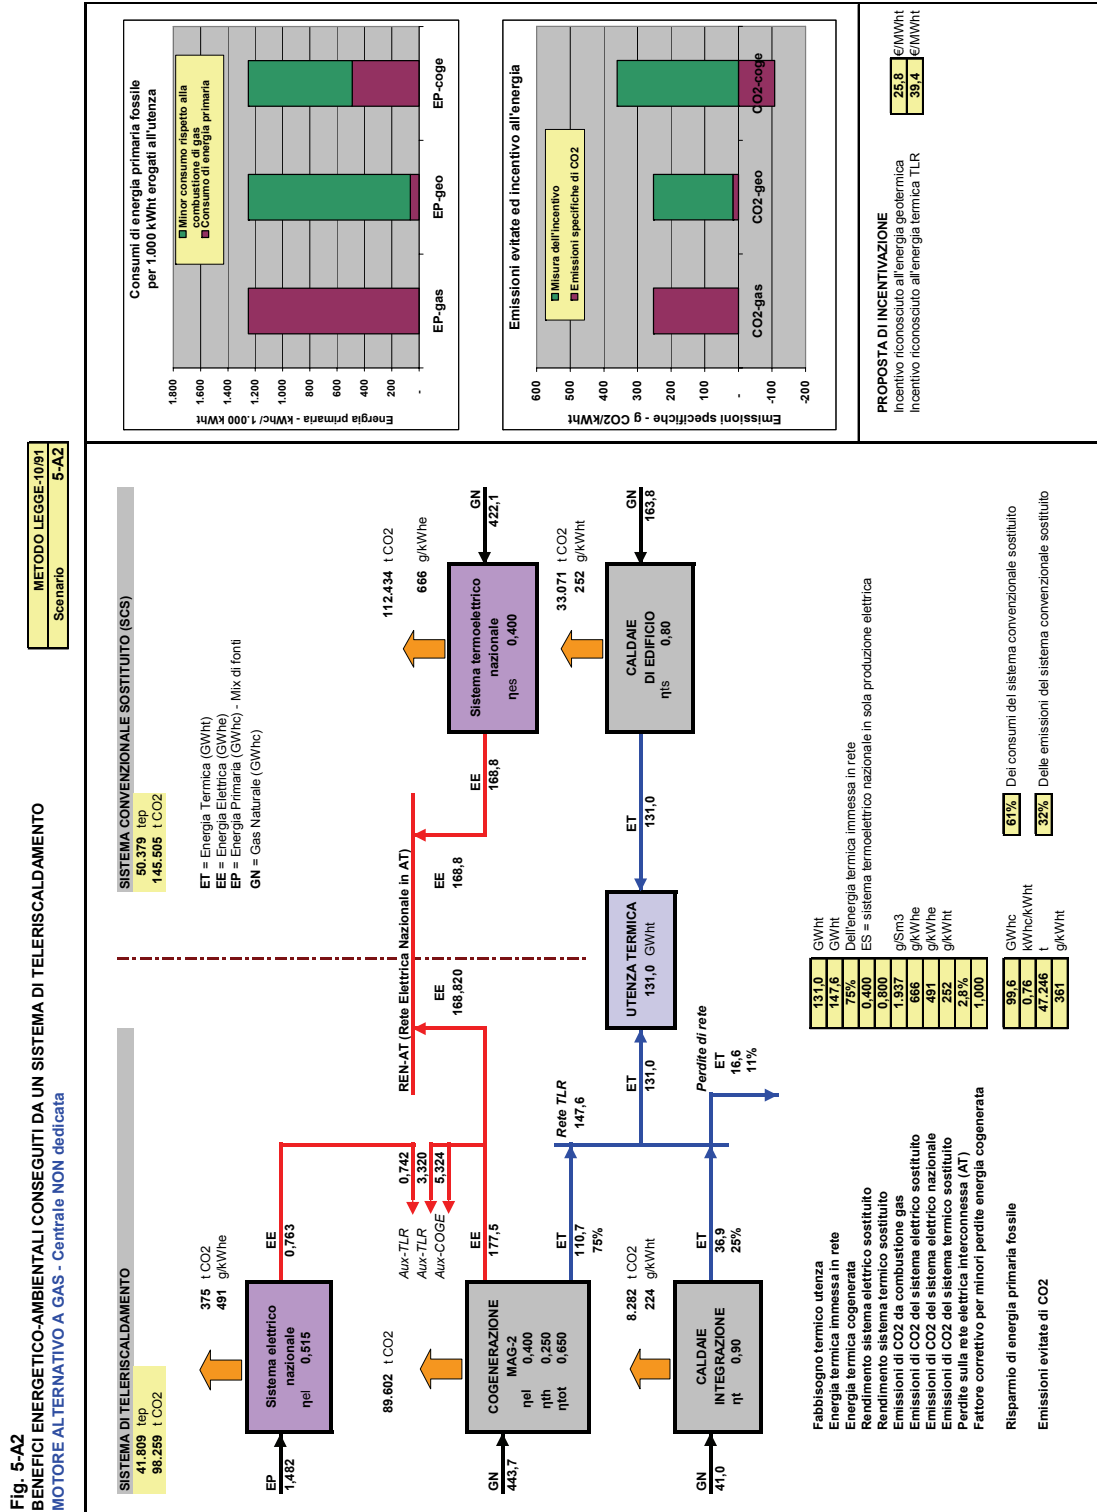 Fig. 5-A2
BENEFICI ENERGETICO-AMBIENTALI CONSEGUITI DA UN SISTEMA DI TELERISCALDAMENTO
MOTORE ALTERNATIVO A GAS - Centrale NON dedicata
METODO LEGGE-10/91
Scenario 5-A2
SISTEMA DI TELERISCALDAMENTO
41.809 tep
98.259 t CO2
SISTEMA CONVENZIONALE SOSTITUITO (SCS)
50.379 tep
145.505 t CO2
ET = Energia Termica (GWht)
EE = Energia Elettrica (GWhe)
EP = Energia Primaria (GWhc) - Mix di fonti
GN = Gas Naturale (GWhc)
375 t CO2
491 g/kWhe
EP
1,482
Sistema elettrico
nazionale
ηel 0,515
EE
0,763
Aux-TLR 0,742
Aux-TLR 3,320
Aux-COGE 5,324
REN-AT (Rete Elettrica Nazionale in AT)
EE
168,820
EE
168,8
EE
168,8
112.434 t CO2
666 g/kWhe
Sistema termoelettrico
nazionale
ηes 0,400
GN
422,1
89.602 t CO2
GN
443,7
COGENERAZIONE
MAG-2
ηel 0,400
ηth 0,250
ηtot 0,650
EE
177,5
ET
110,7
75%
Rete TLR
147,6
ET
131,0
UTENZA TERMICA
131,0 GWht
ET
131,0
33.071 t CO2
252 g/kWht
CALDAIE
DI EDIFICIO
ηts 0,80
GN
163,8
8.282 t CO2
224 g/kWht
GN
41,0
CALDAIE
INTEGRAZIONE
ηt 0,90
ET
36,9
25%
Perdite di rete
ET
16,6
11%
Fabbisogno termico utenza 131,0 GWht
Energia termica immessa in rete 147,6 GWht
Energia termica cogenerata 75% Dell'energia termica immessa in rete
Rendimento sistema elettrico sostituito 0,400 ES = sistema termoelettrico nazionale in sola produzione elettrica
Rendimento sistema termico sostituito 0,800
Emissioni di CO2 da combustione gas 1.937 g/Sm3
Emissioni di CO2 del sistema elettrico sostituito 666 g/kWhe
Emissioni di CO2 del sistema elettrico nazionale 491 g/kWhe
Emissioni di CO2 del sistema termico sostituito 252 g/kWht
Perdite sulla rete elettrica interconnessa (AT) 2,8%
Fattore correttivo per minori perdite energia cogenerata 1,000
Risparmio di energia primaria fossile 99,6 GWhc 61% Dei consumi del sistema convenzionale sostituito
0,76 kWhc/kWht
Emissioni evitate di CO2 47.246 t 32% Delle emissioni del sistema convenzionale sostituito
361 g/kWht
Consumi di energia primaria fossile
per 1.000 kWht erogati all'utenza
Minor consumo rispetto alla
combustione di gas
Consumo di energia primaria
Energia primaria - kWhc/ 1.000 kWht
1.800
1.600
1.400
1.200
1.000
800
600
400
200
-
EP-gas EP-geo EP-coge
Emissioni evitate ed incentivo all'energia
Misura dell'incentivo
Emissioni specifiche di CO2
Emissioni specifiche - g CO2/kWht
600
500
400
300
200
100
-
-100
-200
CO2-gas CO2-geo CO2-coge
PROPOSTA DI INCENTIVAZIONE
Incentivo riconosciuto all'energia geotermica 25,8 €/MWht
Incentivo riconosciuto all'energia termica TLR 39,4 €/MWht